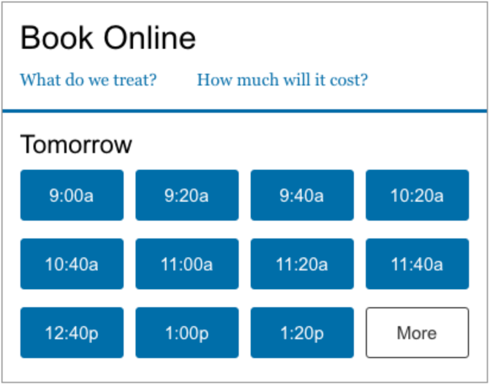 Book Online
What do we treat? How much will it cost?
Tomorrow
9:00a 9:20a 9:40a 10:20a
10:40a 11:00a 11:20a 11:40a
12:40p 1:00p 1:20p More